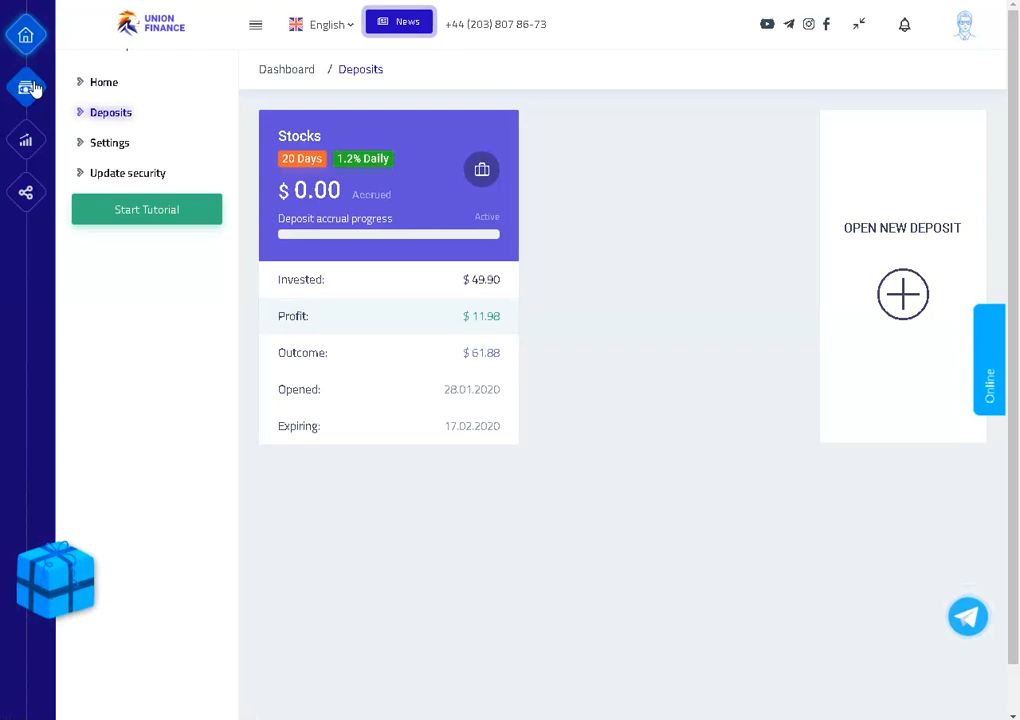 UNION
FINANCE
English
News
+44 (203) 807 86-73
Home
Deposits
Settings
Update security
Start Tutorial
Dashboard / Deposits
Stocks
20 Days 1.2% Daily
$ 0.00 Accrued
Deposit accrual progress Active
Invested: $ 49.90
Profit: $ 11.98
Outcome: $ 61.88
Opened: 28.01.2020
Expiring: 17.02.2020
OPEN NEW DEPOSIT
Online